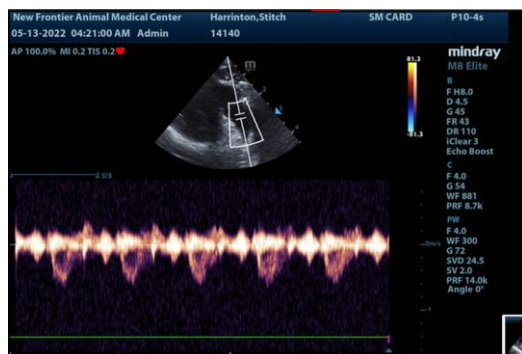 New Frontier Animal Medical Center Harrinton,Stitch SM CARD P10-4s
05-13-2022 04:21:00 AM Admin 14140
AP 100.0% MI 0.2 TIS 0.2
mindray
M8 Elite
81.3
-81.3
m
B
F H8.0
D 4.5
G 45
FR 43
DR 110
iClear 3
Echo Boost
C
F 4.0
G 54
WF 881
PRF 8.7k
PW
F 4.0
WF 300
G 72
SVD 24.5
SV 2.0
PRF 14.0k
Angle 0°
-0m/s
-1